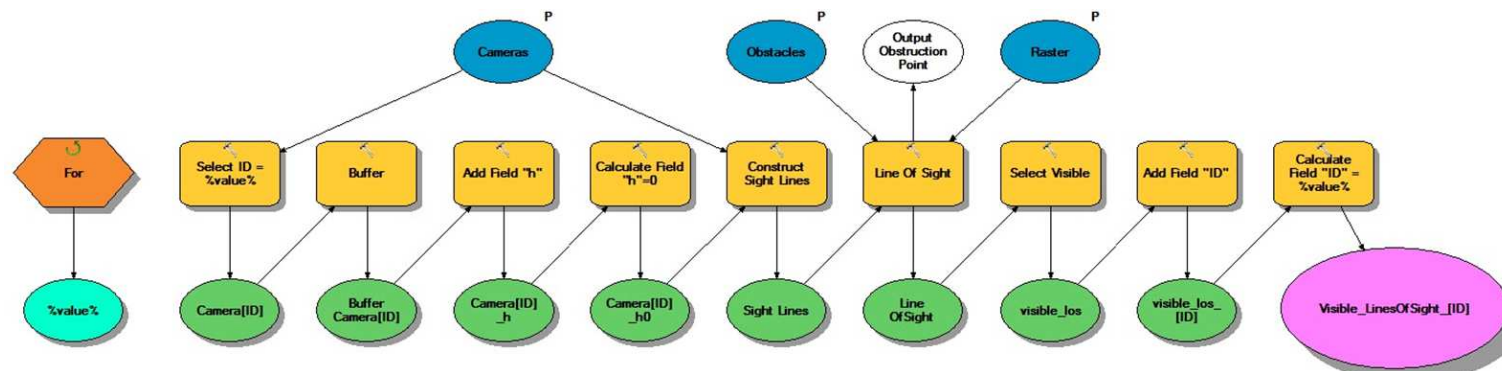 P
P
P
Cameras
Obstacles
Output
Obstruction
Point
Raster
For
Select ID =
%value%
Buffer
Add Field "h"
Calculate Field
"h"=0
Construct
Sight Lines
Line Of Sight
Select Visible
Add Field "ID"
Calculate
Field "ID" =
%value%
%value%
Camera[ID]
Buffer
Camera[ID]
Camera[ID]
_h
Camera[ID]
_h0
Sight Lines
Line
OfSight
visible_los
visible_los_
[ID]
Visible_LinesOfSight_[ID]